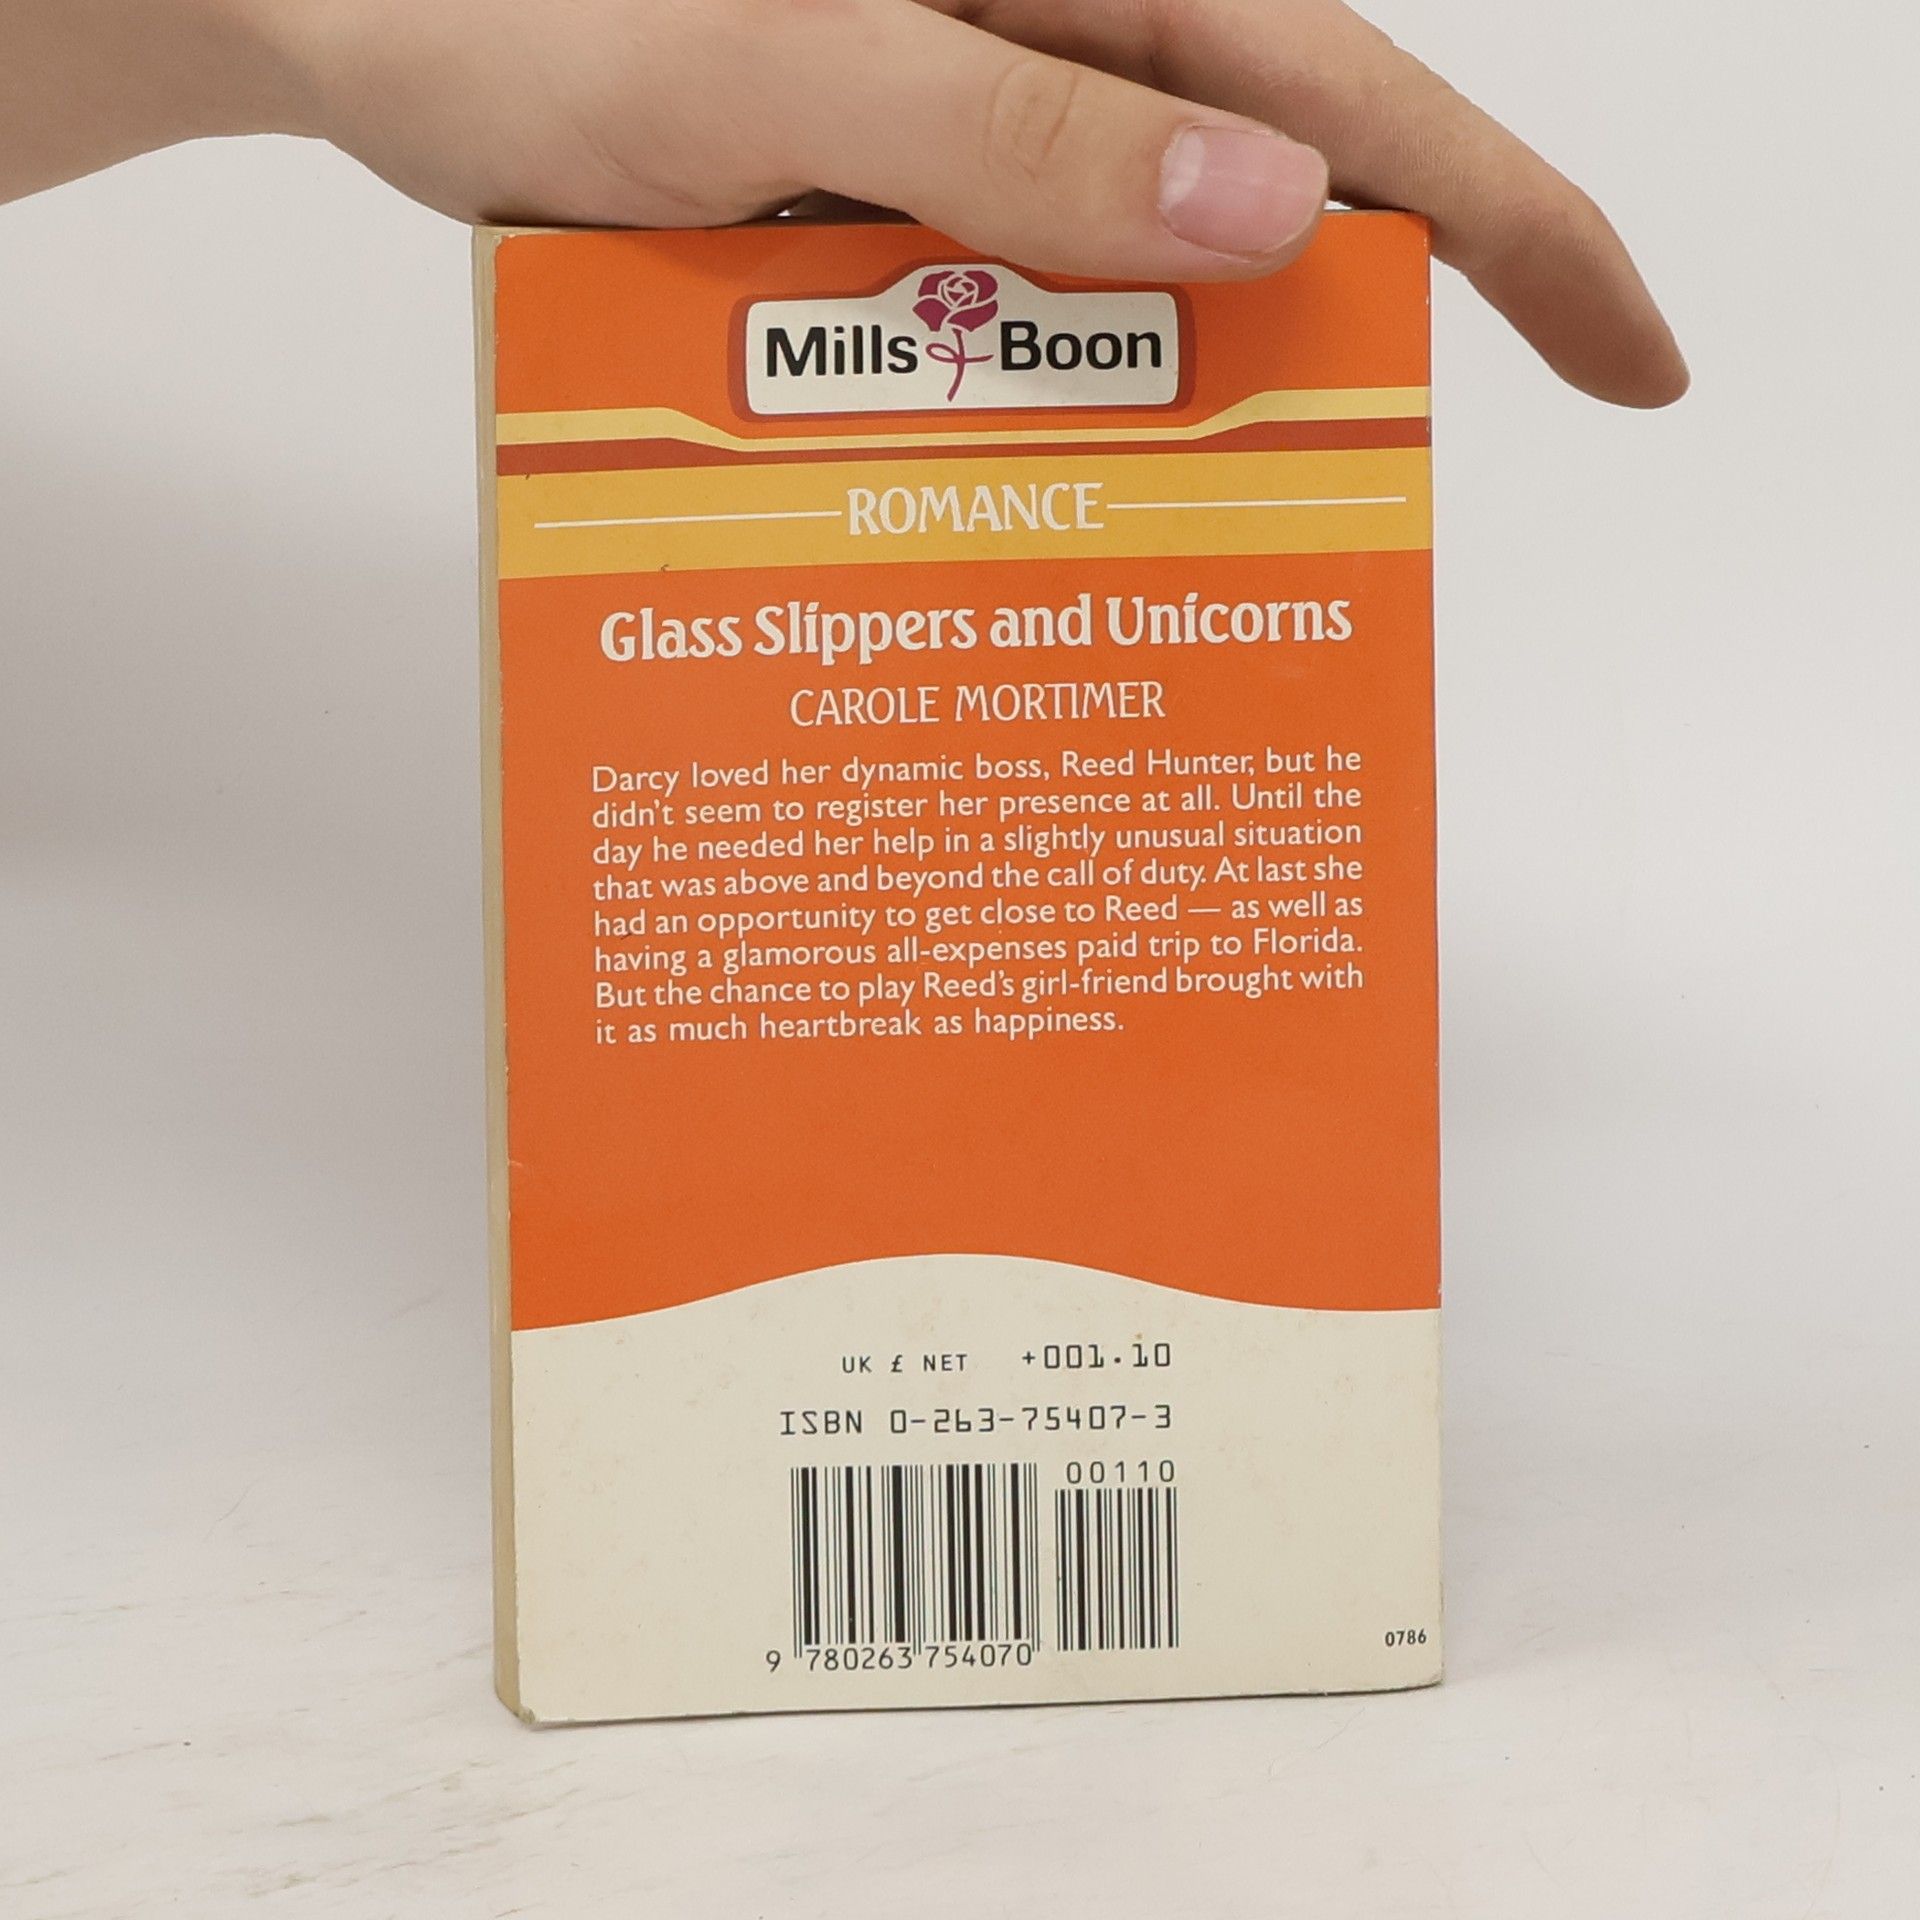 Mills & Boon
ROMANCE
Glass Slippers and Unicorns
CAROLE MORTIMER
Darcy loved her dynamic boss, Reed Hunter, but he
didn't seem to register her presence at all. Until the
day he needed her help in a slightly unusual situation
that was above and beyond the call of duty. At last she
had an opportunity to get close to Reed — as well as
having a glamorous all-expenses paid trip to Florida.
But the chance to play Reed's girl-friend brought with
it as much heartbreak as happiness.
UK £ NET +001.10
ISBN 0-263-75407-3
00110
9 780263 754070
0786